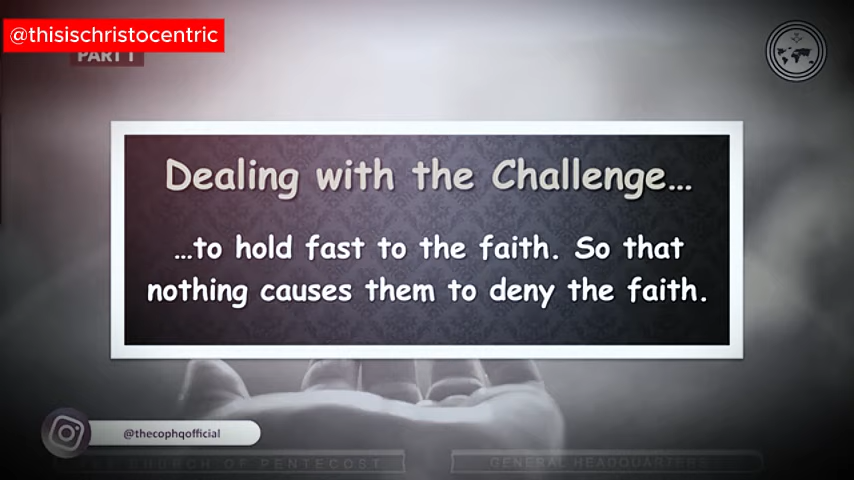 @thisischristocentric
PART 1
Dealing with the Challenge...
...to hold fast to the faith. So that
nothing causes them to deny the faith.
@thecophqofficial
THE CHURCH OF PENTECOST
GENERAL HEADQUARTERS